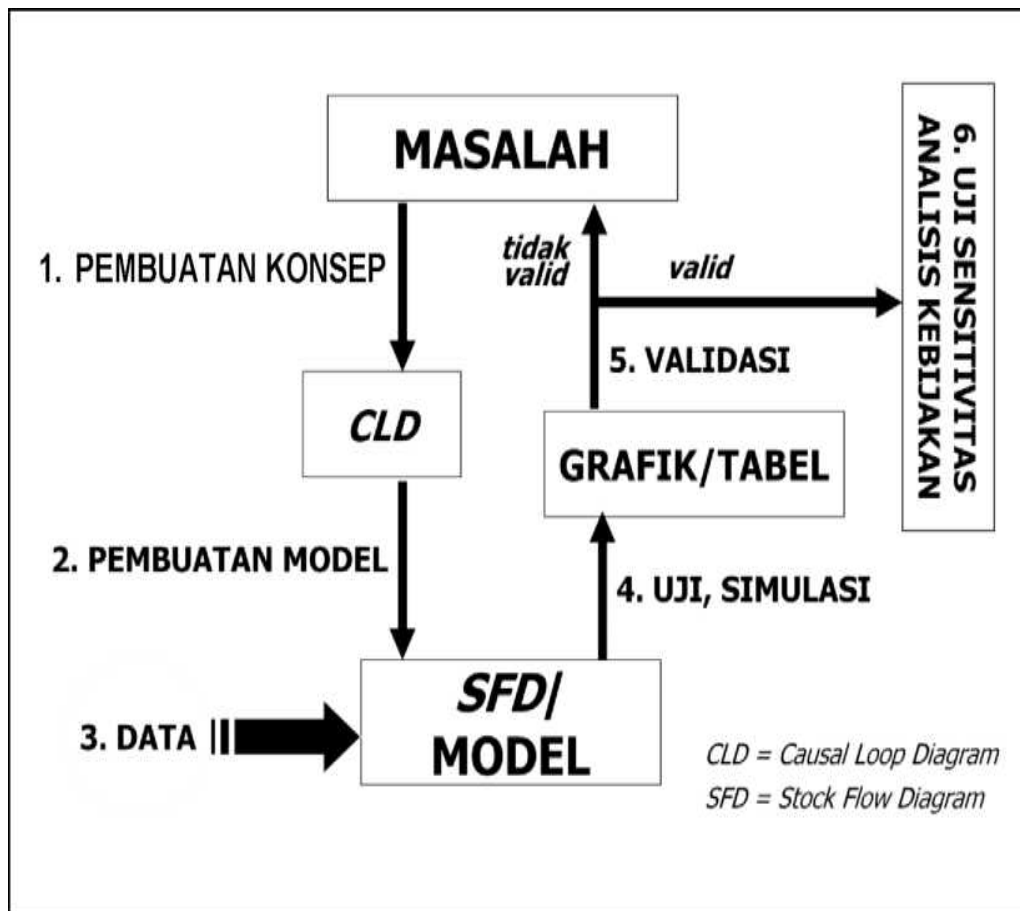 MASALAH
1. PEMBUATAN KONSEP
tidak
valid
valid
6. UJI SENSITIVITAS
ANALISIS KEBIJAKAN
5. VALIDASI
CLD
GRAFIK/TABEL
2. PEMBUATAN MODEL
4. UJI, SIMULASI
3. DATA
SFD/
MODEL
CLD = Causal Loop Diagram
SFD = Stock Flow Diagram